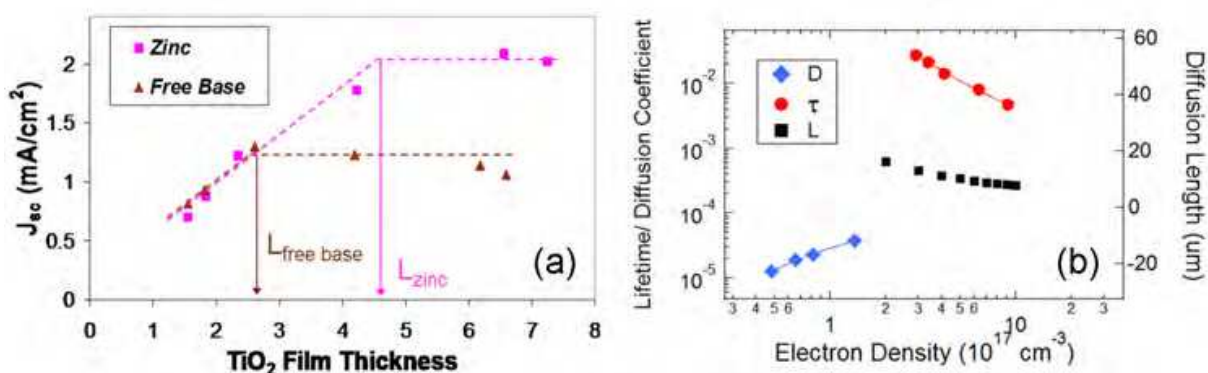 Zinc
Free Base
J_sc (mA/cm²)
2
1.5
1
0.5
0
0 1 2 3 4 5 6 7 8
L_free base
L_zinc
(a)
TiO₂ Film Thickness
(b)
D
τ
L
Lifetime/ Diffusion Coefficient
10⁻²
10⁻³
10⁻⁴
10⁻⁵
3 4 5 6 1 2 3 4 5 6 10 2 3
Electron Density (10¹⁷ cm⁻³)
60
40
20
0
-20
Diffusion Length (um)